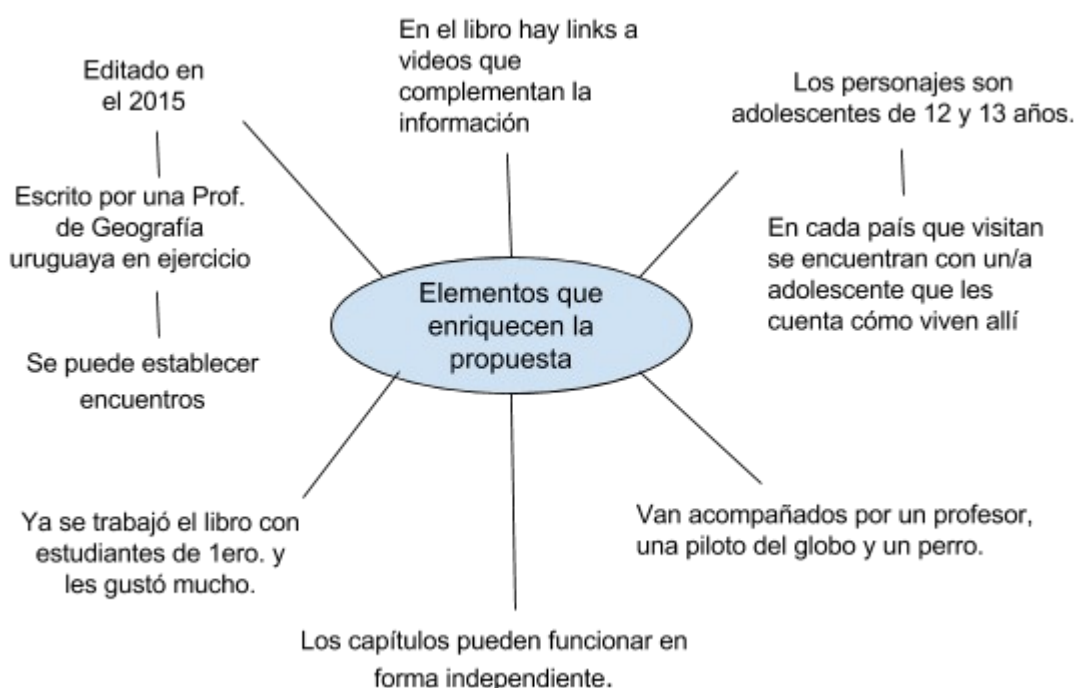 En el libro hay links a
videos que
complementan la
información
Editado en
el 2015
Los personajes son
adolescentes de 12 y 13 años.
Escrito por una Prof.
de Geografía
uruguaya en ejercicio
En cada país que visitan
se encuentran con un/a
adolescente que les
cuenta cómo viven allí
Elementos que
enriquecen la
propuesta
Se puede establecer
encuentros
Ya se trabajó el libro con
estudiantes de 1ero. y
les gustó mucho.
Van acompañados por un profesor,
una piloto del globo y un perro.
Los capítulos pueden funcionar en
forma independiente.